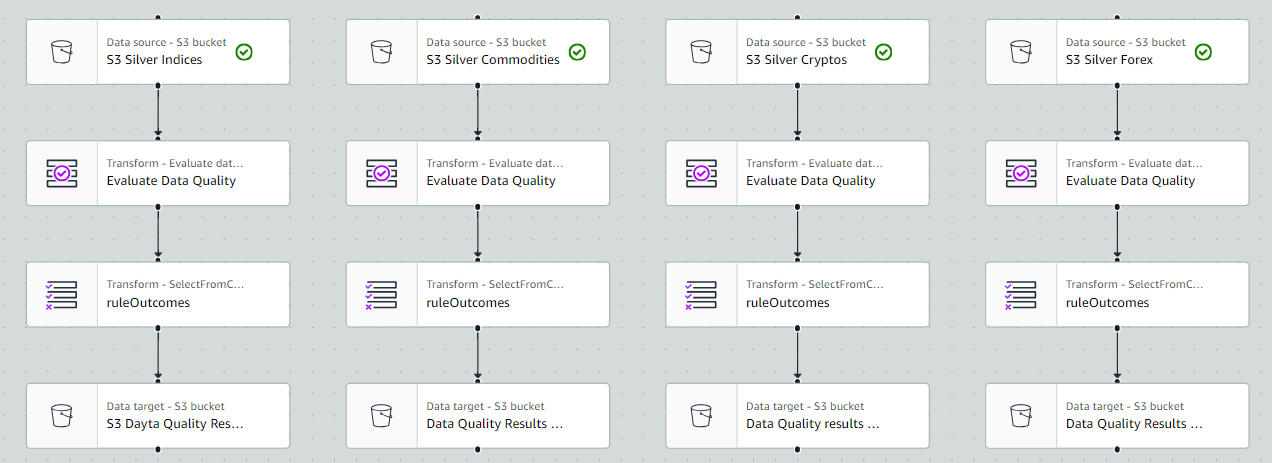 Data source - S3 bucket
S3 Silver Indices
Data source - S3 bucket
S3 Silver Commodities
Data source - S3 bucket
S3 Silver Cryptos
Data source - S3 bucket
S3 Silver Forex
Transform - Evaluate dat...
Evaluate Data Quality
Transform - Evaluate dat...
Evaluate Data Quality
Transform - Evaluate dat...
Evaluate Data Quality
Transform - Evaluate dat...
Evaluate Data Quality
Transform - SelectFromC...
ruleOutcomes
Transform - SelectFromC...
ruleOutcomes
Transform - SelectFromC...
ruleOutcomes
Transform - SelectFromC...
ruleOutcomes
Data target - S3 bucket
S3 Dayta Quality Res...
Data target - S3 bucket
Data Quality Results ...
Data target - S3 bucket
Data Quality results ...
Data target - S3 bucket
Data Quality Results ...